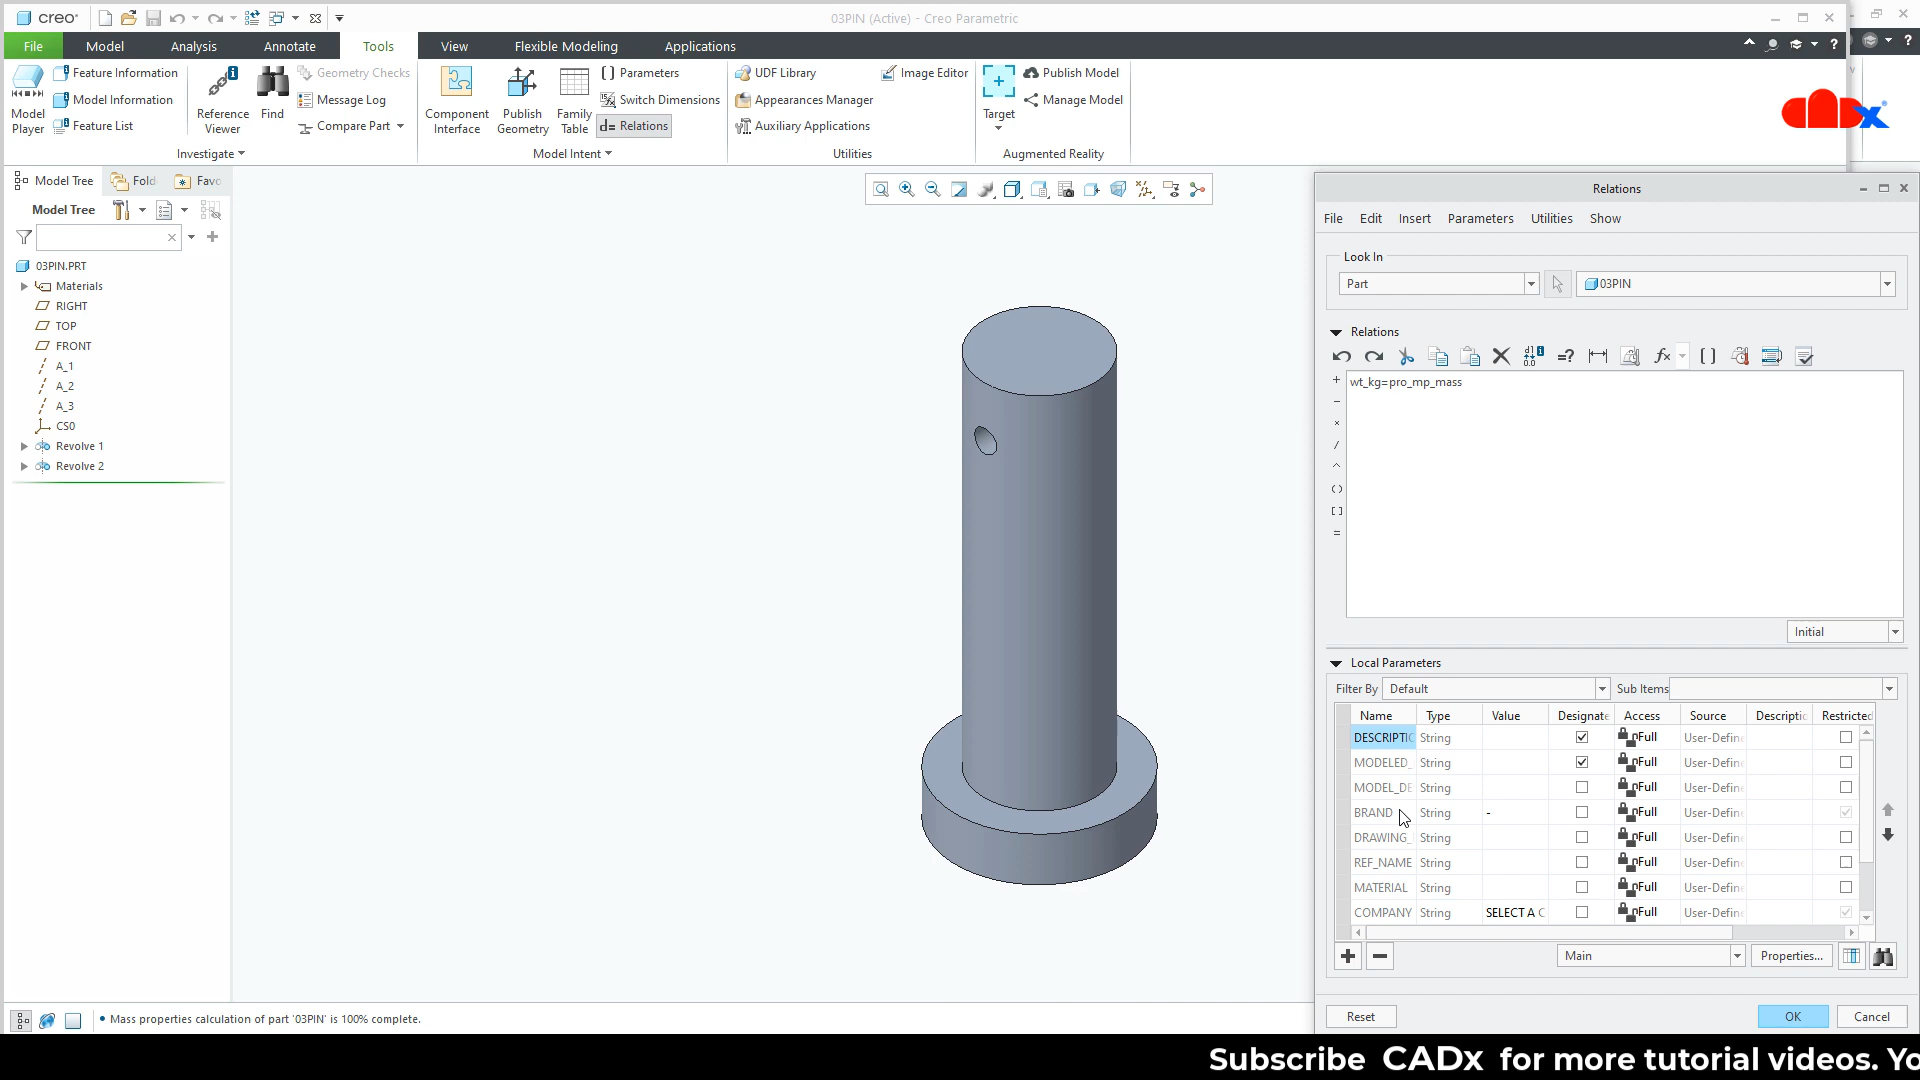 creo°
03PIN (Active) - Creo Parametric
File
Model
Analysis
Annotate
Tools
View
Flexible Modeling
Applications
Model Player
Feature Information
Model Information
Feature List
Reference Viewer
Find
Geometry Checks
Message Log
Compare Part
Investigate
Component Interface
Publish Geometry
Family Table
Parameters
Switch Dimensions
d= Relations
Model Intent
UDF Library
Appearances Manager
Auxiliary Applications
Image Editor
Utilities
Target
Publish Model
Manage Model
Augmented Reality
CADx
Model Tree
Fold
Favo
Model Tree
03PIN.PRT
Materials
RIGHT
TOP
FRONT
A_1
A_2
A_3
CS0
Revolve 1
Revolve 2
Relations
File Edit Insert Parameters Utilities Show
Look In
Part
03PIN
Relations
wt_kg=pro_mp_mass
Initial
Local Parameters
Filter By Default Sub Items
Name Type Value Designate Access Source Descriptic Restricted
DESCRIPTIC String Full User-Define
MODELED_ String Full User-Define
MODEL_DE String Full User-Define
BRAND String - Full User-Define
DRAWING_ String Full User-Define
REF_NAME String Full User-Define
MATERIAL String Full User-Define
COMPANY String SELECT A C Full User-Define
Main
Properties...
Reset
OK
Cancel
• Mass properties calculation of part '03PIN' is 100% complete.
Subscribe CADx for more tutorial videos. Yo